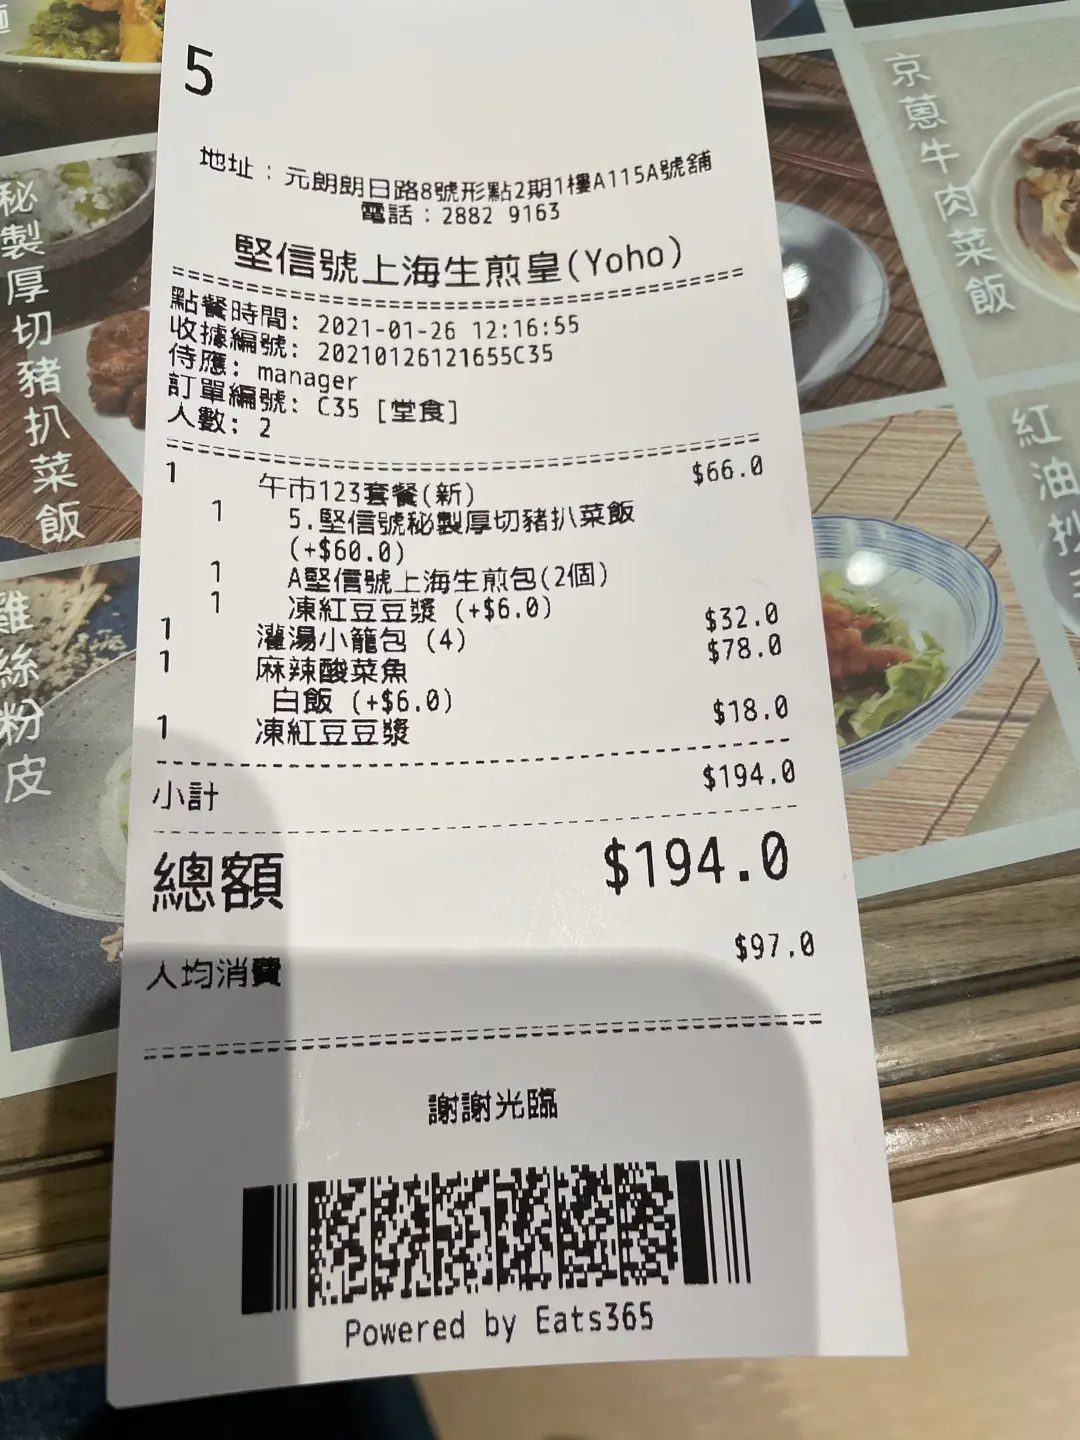 5
地址：元朗朗日路8號形點2期1樓A115A號舖
電話：2882 9163
堅信號上海生煎皇(Yoho)
點餐時間: 2021-01-26 12:16:55
收據編號: 20210126121655C35
侍應: manager
訂單編號: C35 [堂食]
人數: 2
1 午市123套餐(新) $66.0
1 5.堅信號秘製厚切豬扒菜飯
(+$60.0)
1 A堅信號上海生煎包(2個)
1 凍紅豆豆漿 (+$6.0)
1 灌湯小籠包 (4) $32.0
1 麻辣酸菜魚 $78.0
白飯 (+$6.0)
1 凍紅豆豆漿 $18.0
小計 $194.0
總額 $194.0
人均消費 $97.0
謝謝光臨
Powered by Eats365
秘製厚切豬扒菜飯
雞絲粉皮
京蔥牛肉菜飯
紅油抄